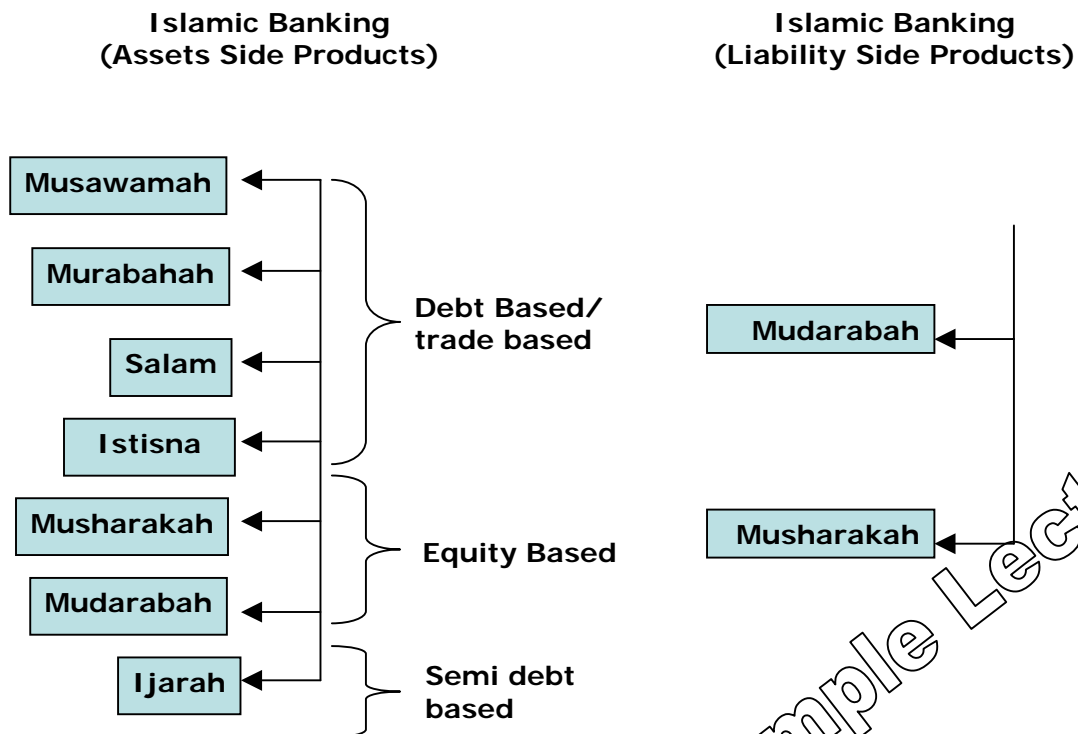 Islamic Banking
(Assets Side Products)
Islamic Banking
(Liability Side Products)
Musawamah
Murabahah
Salam
Istisna
Musharakah
Mudarabah
Ijarah
Debt Based/
trade based
Equity Based
Semi debt
based
Mudarabah
Musharakah